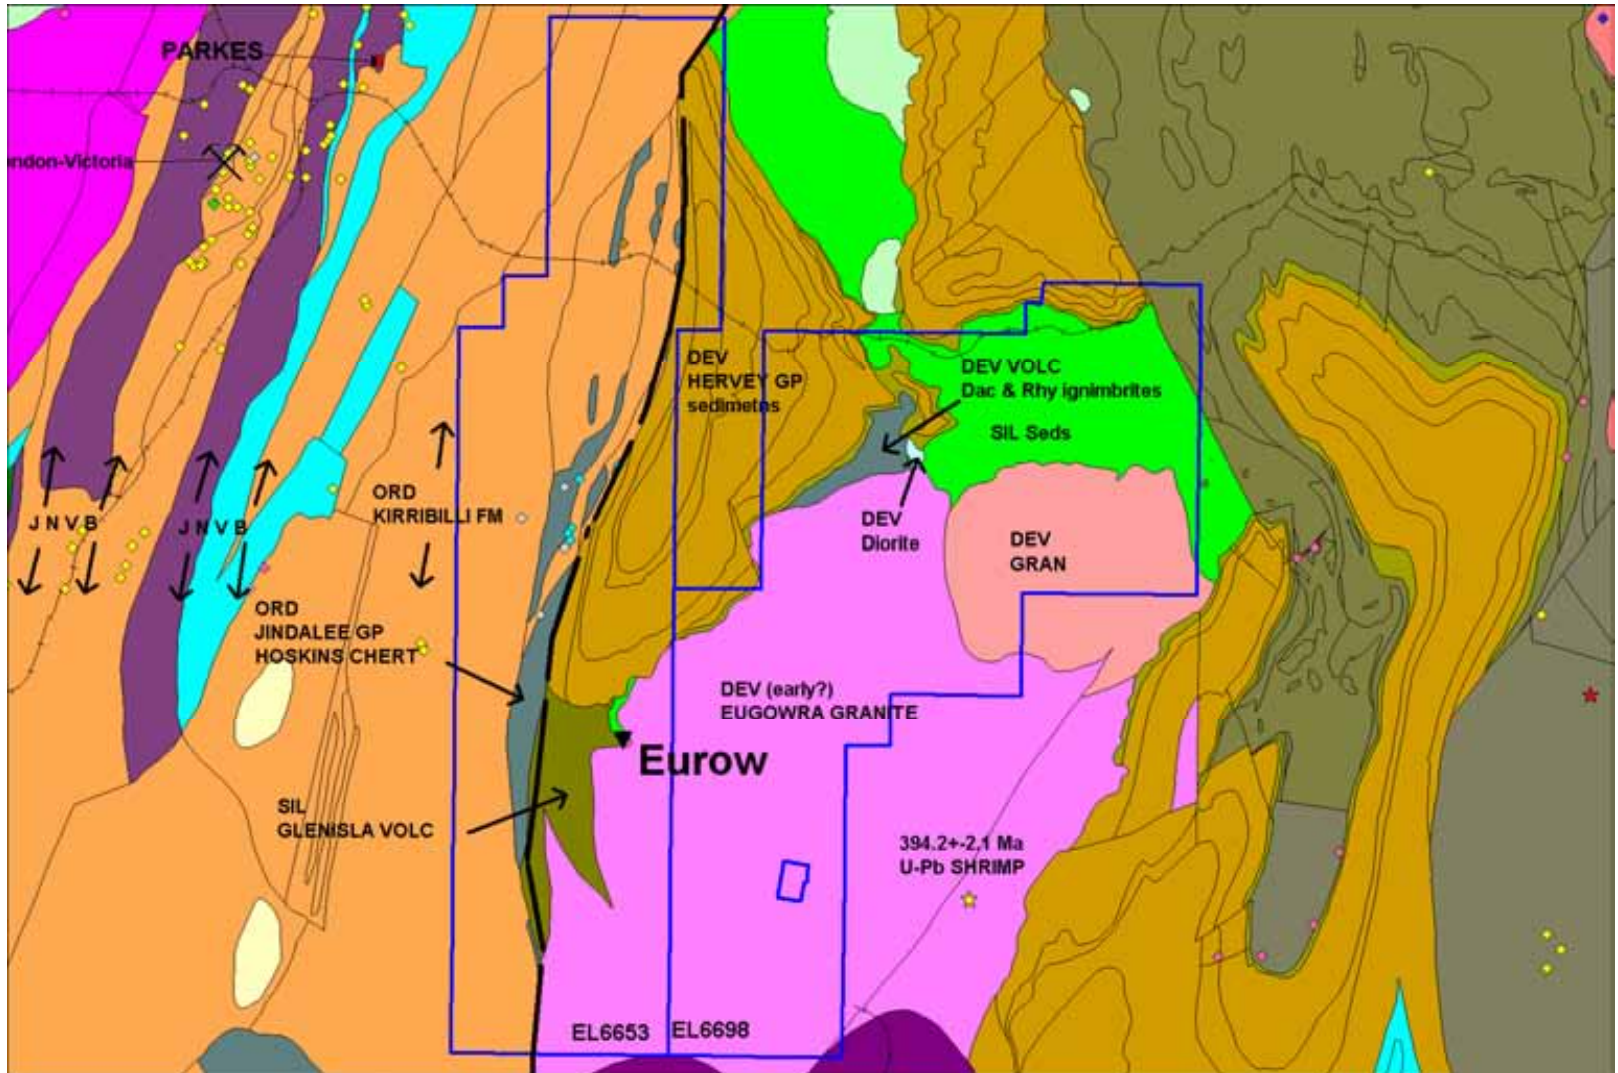 PARKES
ondon-Victoria
DEV
HERVEY GP
sedimetns
DEV VOLC
Dac & Rhy ignimbrites
SIL Seds
ORD
KIRRIBILLI FM
J N V B
J N V B
DEV
Diorite
DEV
GRAN
ORD
JINDALEE GP
HOSKINS CHERT
DEV (early?)
EUGOWRA GRANITE
Eurow
SIL
GLENISLA VOLC
394.2+-2.1 Ma
U-Pb SHRIMP
EL6653
EL6698